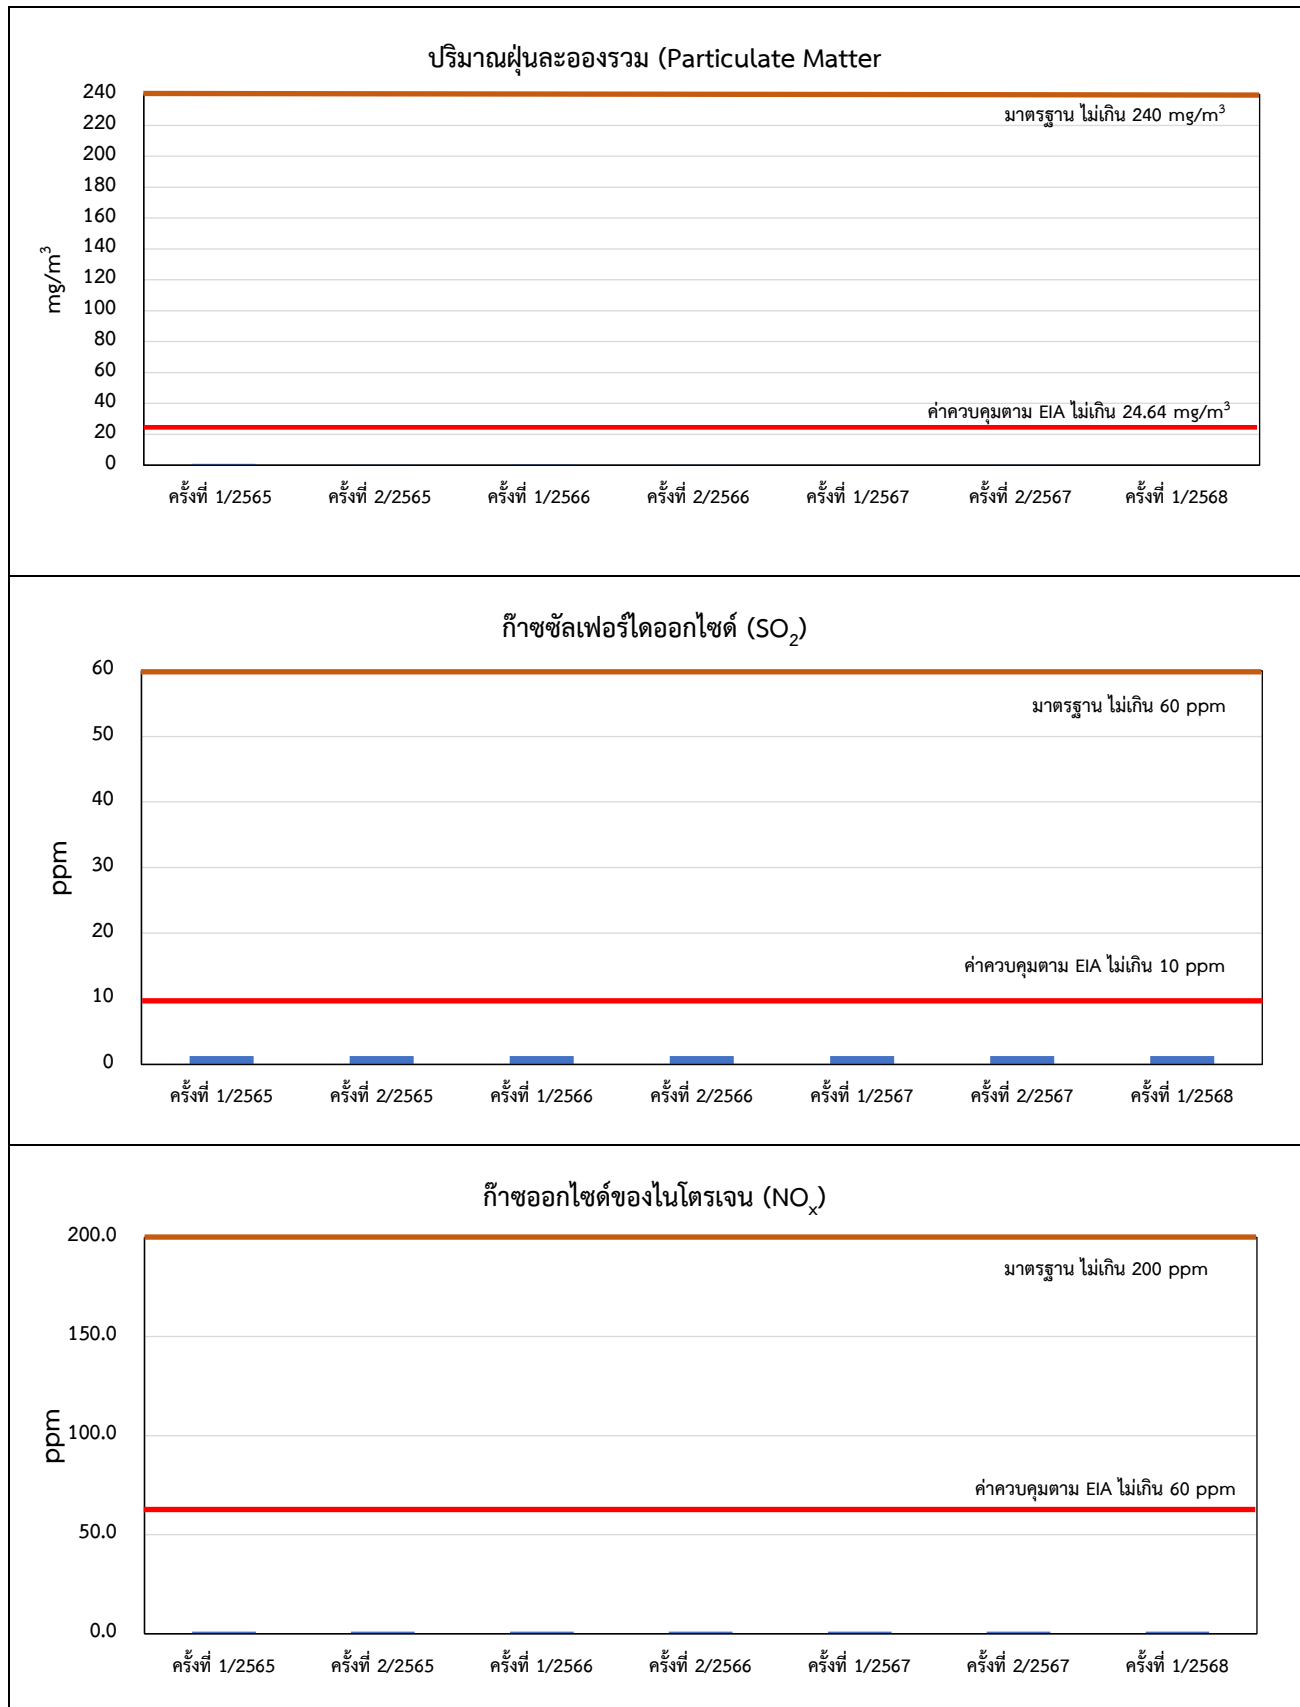 ปริมาณฝุ่นละอองรวม (Particulate Matter
240
220
200
180
160
140
120
100
80
60
40
20
0
mg/m³
มาตรฐาน ไม่เกิน 240 mg/m³
ค่าควบคุมตาม EIA ไม่เกิน 24.64 mg/m³
ครั้งที่ 1/2565 ครั้งที่ 2/2565 ครั้งที่ 1/2566 ครั้งที่ 2/2566 ครั้งที่ 1/2567 ครั้งที่ 2/2567 ครั้งที่ 1/2568
ก๊าซซัลเฟอร์ไดออกไซด์ (SO₂)
60
50
40
30
20
10
0
ppm
มาตรฐาน ไม่เกิน 60 ppm
ค่าควบคุมตาม EIA ไม่เกิน 10 ppm
ครั้งที่ 1/2565 ครั้งที่ 2/2565 ครั้งที่ 1/2566 ครั้งที่ 2/2566 ครั้งที่ 1/2567 ครั้งที่ 2/2567 ครั้งที่ 1/2568
ก๊าซออกไซด์ของไนโตรเจน (NOₓ)
200.0
150.0
100.0
50.0
0.0
ppm
มาตรฐาน ไม่เกิน 200 ppm
ค่าควบคุมตาม EIA ไม่เกิน 60 ppm
ครั้งที่ 1/2565 ครั้งที่ 2/2565 ครั้งที่ 1/2566 ครั้งที่ 2/2566 ครั้งที่ 1/2567 ครั้งที่ 2/2567 ครั้งที่ 1/2568